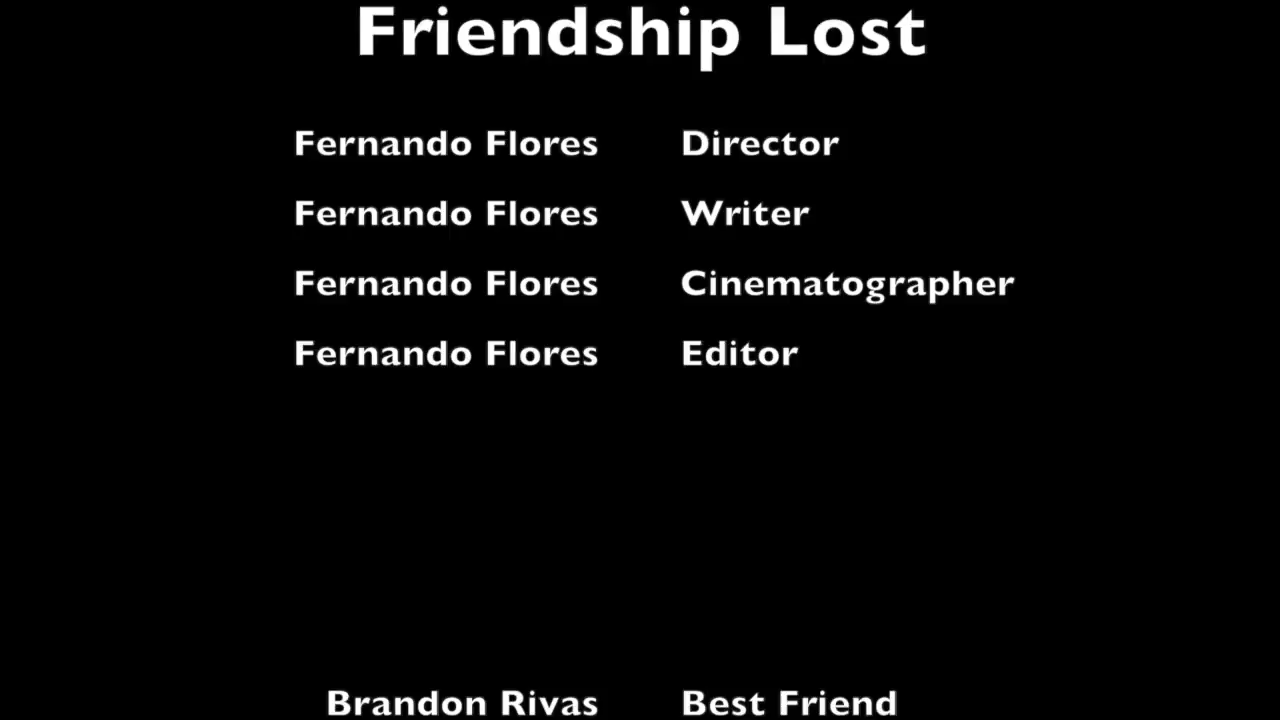 Friendship Lost
Fernando Flores Director
Fernando Flores Writer
Fernando Flores Cinematographer
Fernando Flores Editor
Brandon Rivas Best Friend